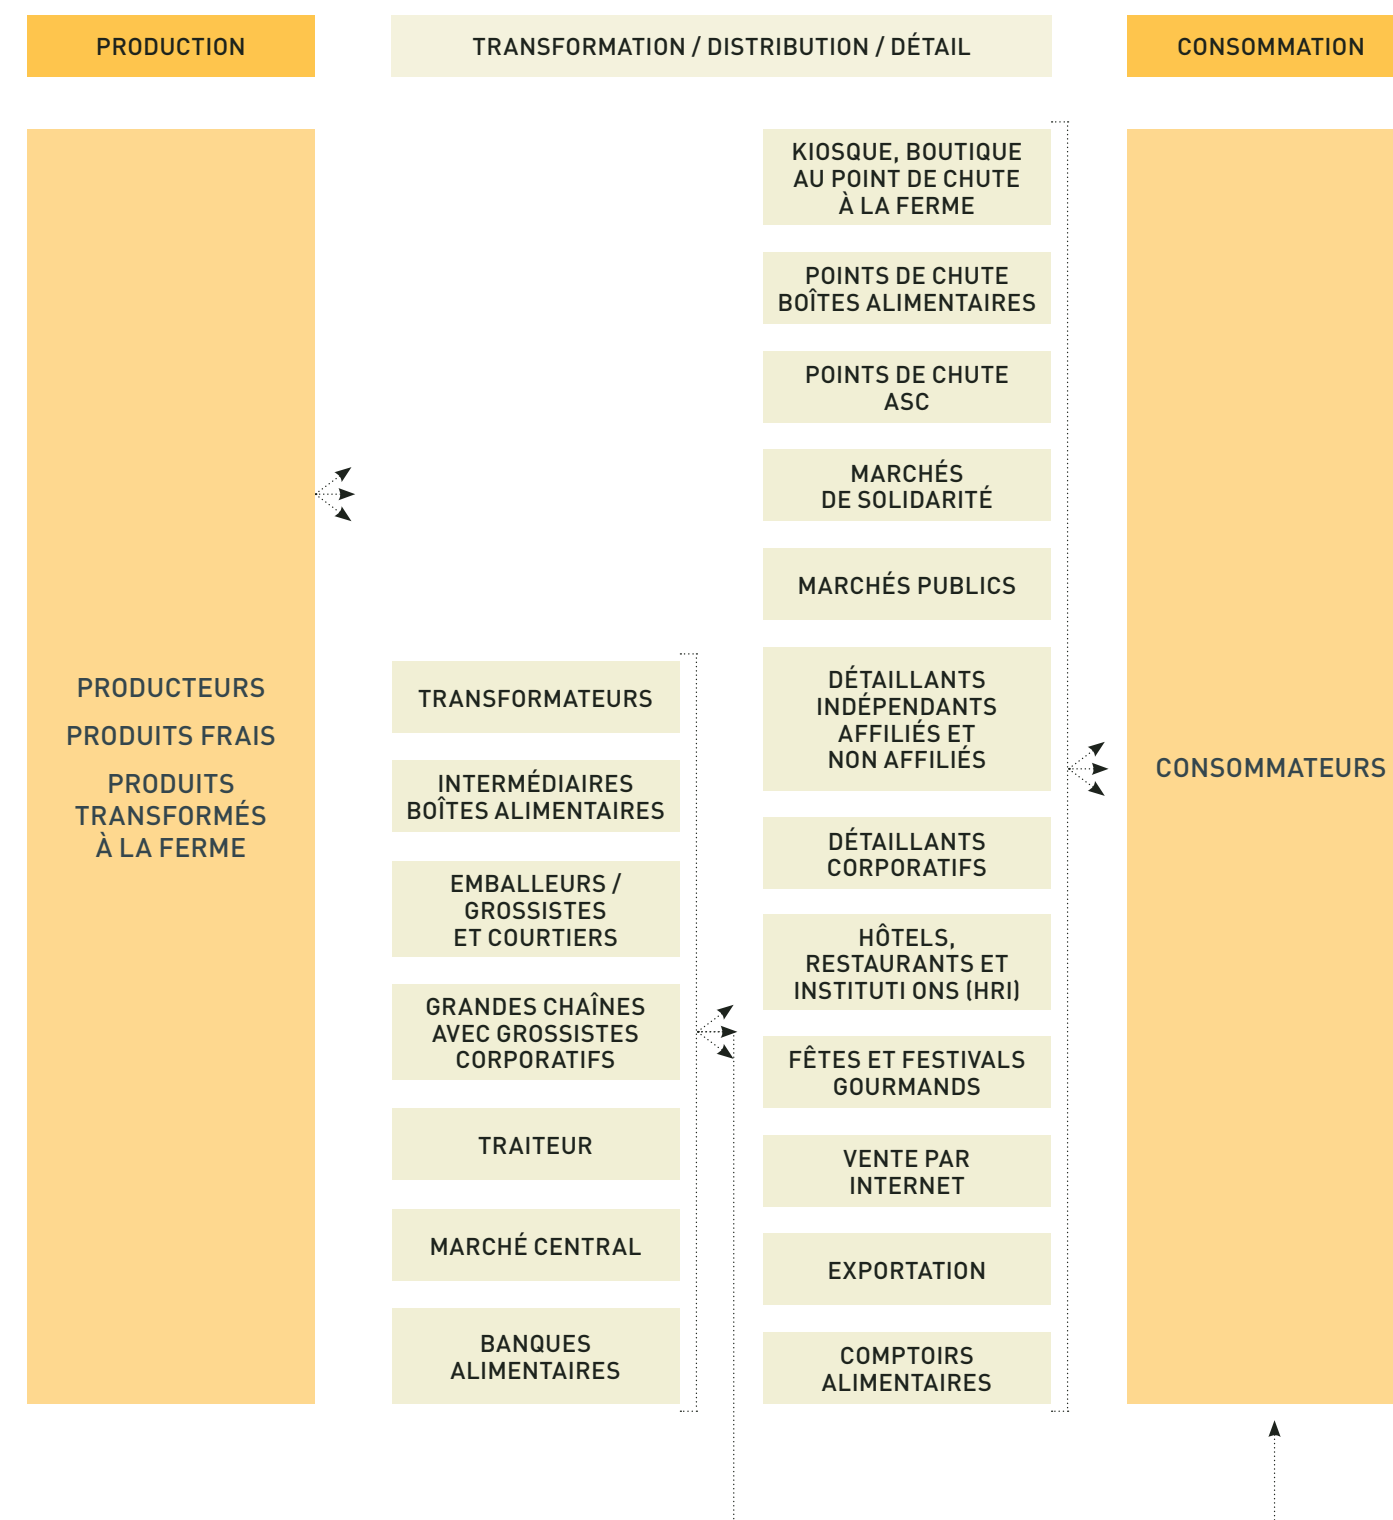 PRODUCTION
TRANSFORMATION / DISTRIBUTION / DÉTAIL
CONSOMMATION
PRODUCTEURS
PRODUITS FRAIS
PRODUITS
TRANSFORMÉS
À LA FERME
TRANSFORMATEURS
INTERMÉDIAIRES
BOÎTES ALIMENTAIRES
EMBALLEURS /
GROSSISTES
ET COURTIERS
GRANDES CHAÎNES
AVEC GROSSISTES
CORPORATIFS
TRAITEUR
MARCHÉ CENTRAL
BANQUES
ALIMENTAIRES
KIOSQUE, BOUTIQUE
AU POINT DE CHUTE
À LA FERME
POINTS DE CHUTE
BOÎTES ALIMENTAIRES
POINTS DE CHUTE
ASC
MARCHÉS
DE SOLIDARITÉ
MARCHÉS PUBLICS
DÉTAILLANTS
INDÉPENDANTS
AFFILIÉS ET
NON AFFILIÉS
DÉTAILLANTS
CORPORATIFS
HÔTELS,
RESTAURANTS ET
INSTITUTI ONS (HRI)
FÊTES ET FESTIVALS
GOURMANDS
VENTE PAR
INTERNET
EXPORTATION
COMPTOIRS
ALIMENTAIRES
CONSOMMATEURS